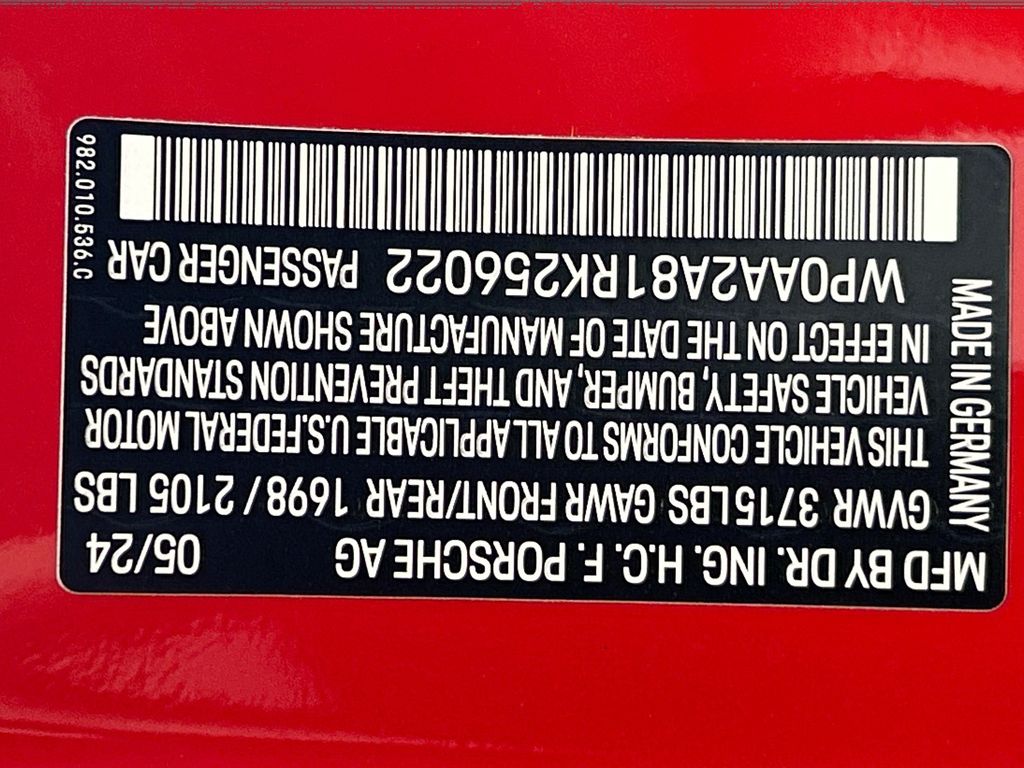 MFD BY DR. ING. H.C. F. PORSCHE AG 05/24
GVWR 3715LBS GAWR FRONT/REAR 1698 / 2105 LBS
THIS VEHICLE CONFORMS TO ALL APPLICABLE U.S.FEDERAL MOTOR
VEHICLE SAFETY, BUMPER, AND THEFT PREVENTION STANDARDS
IN EFFECT ON THE DATE OF MANUFACTURE SHOWN ABOVE
WP0AA2A81RK256022 PASSENGER CAR
MADE IN GERMANY
982.010.536.C